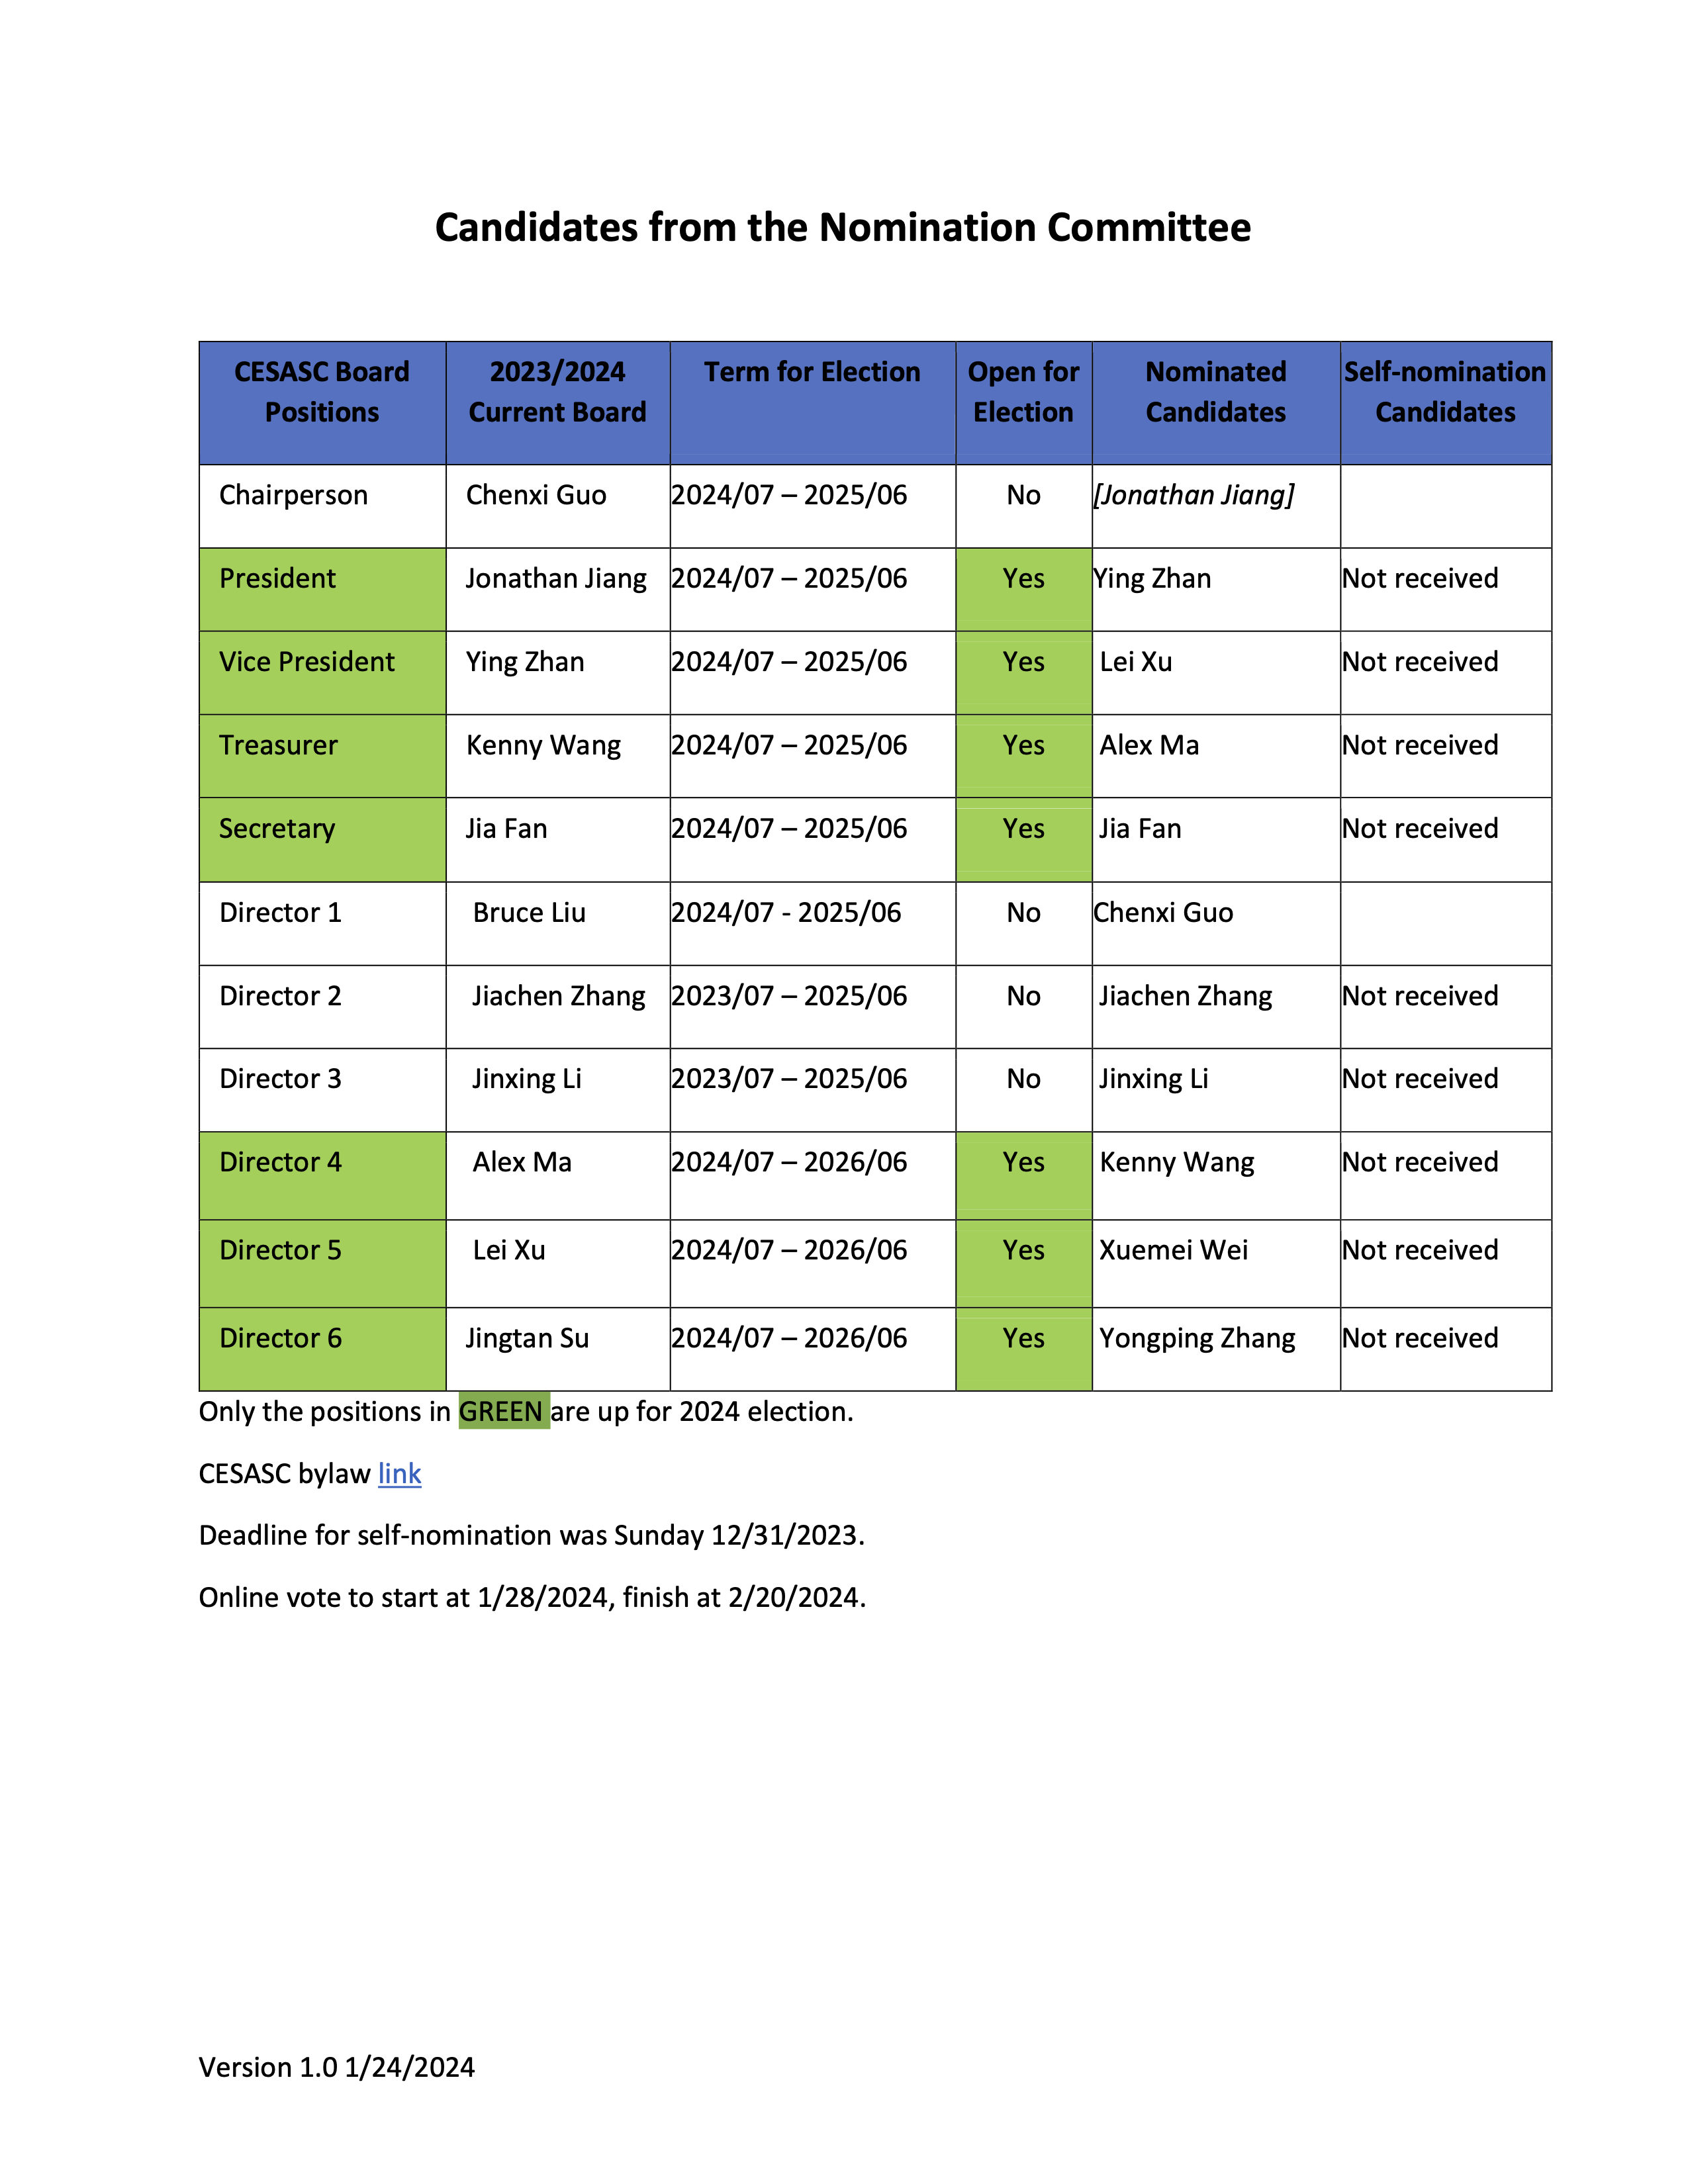 Candidates from the Nomination Committee
CESASC Board Positions | 2023/2024 Current Board | Term for Election | Open for Election | Nominated Candidates | Self-nomination Candidates
Chairperson | Chenxi Guo | 2024/07 – 2025/06 | No | [Jonathan Jiang] |
President | Jonathan Jiang | 2024/07 – 2025/06 | Yes | Ying Zhan | Not received
Vice President | Ying Zhan | 2024/07 – 2025/06 | Yes | Lei Xu | Not received
Treasurer | Kenny Wang | 2024/07 – 2025/06 | Yes | Alex Ma | Not received
Secretary | Jia Fan | 2024/07 – 2025/06 | Yes | Jia Fan | Not received
Director 1 | Bruce Liu | 2024/07 - 2025/06 | No | Chenxi Guo |
Director 2 | Jiachen Zhang | 2023/07 – 2025/06 | No | Jiachen Zhang | Not received
Director 3 | Jinxing Li | 2023/07 – 2025/06 | No | Jinxing Li | Not received
Director 4 | Alex Ma | 2024/07 – 2026/06 | Yes | Kenny Wang | Not received
Director 5 | Lei Xu | 2024/07 – 2026/06 | Yes | Xuemei Wei | Not received
Director 6 | Jingtan Su | 2024/07 – 2026/06 | Yes | Yongping Zhang | Not received
Only the positions in GREEN are up for 2024 election.
CESASC bylaw link
Deadline for self-nomination was Sunday 12/31/2023.
Online vote to start at 1/28/2024, finish at 2/20/2024.
Version 1.0 1/24/2024